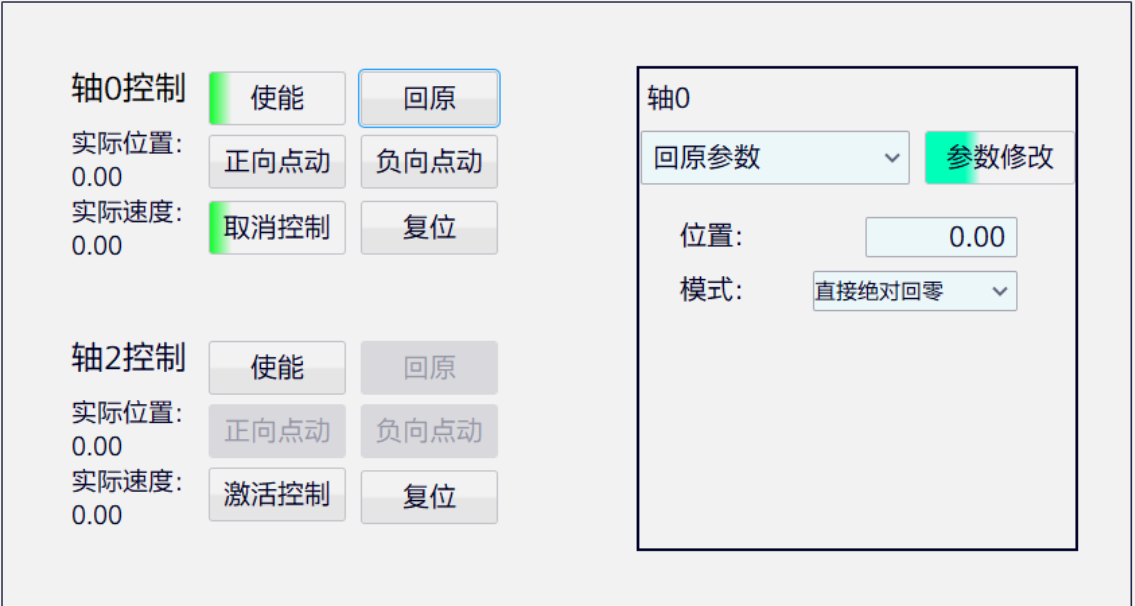 轴0控制
使能
回原
实际位置:
0.00
正向点动
负向点动
实际速度:
0.00
取消控制
复位
轴2控制
使能
回原
实际位置:
0.00
正向点动
负向点动
实际速度:
0.00
激活控制
复位
轴0
回原参数
参数修改
位置:
0.00
模式:
直接绝对回零